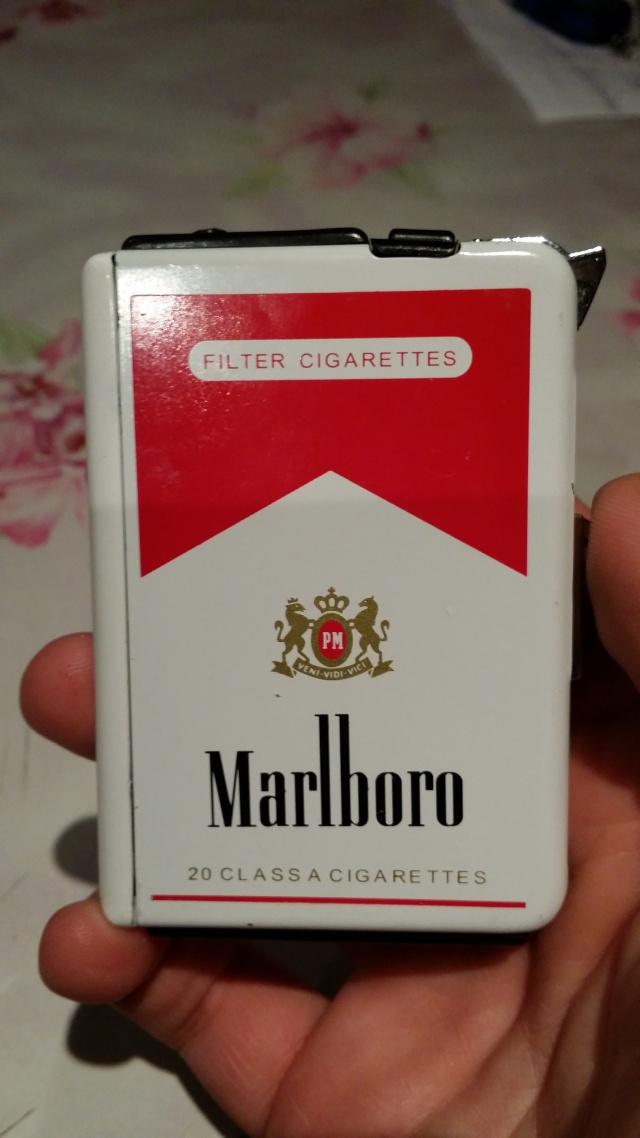 FILTER CIGARETTES
PM
VENI-VIDI-VICI
Marlboro
20 CLASS A CIGARETTES